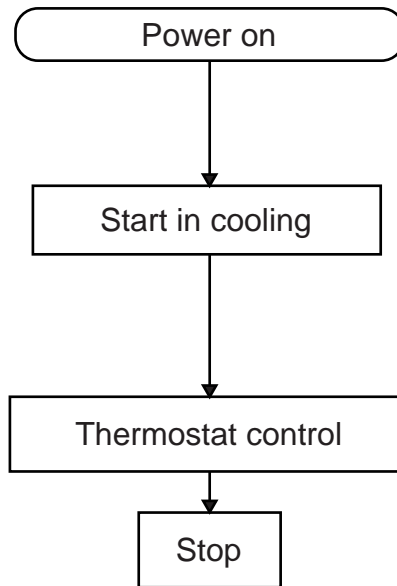 Power on
Start in cooling
Thermostat control
Stop